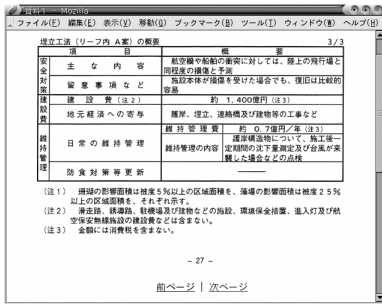 資料1 - Mozilla
ファイル(F) 編集(E) 表示(V) 移動(G) ブックマーク(B) ツール(T) ウィンドウ(W) ヘルプ(H)
埋立工法(リーフ内 A案)の概要 3/3
項 目 概 要
安全対策 主 な 内 容 航空機や船舶の衝突に対しては、陸上の飛行場と同程度の損傷と予測
留 意 事 項 な ど 施設本体が損傷を受けた場合でも、復旧は比較的容易
建設費 建 設 費(注2) 約 1,400億円(注3)
地元経済への寄与 護岸、埋立、連絡橋及び建物等の工事など
維持管理 日常の維持管理 維持管理費 約 0.7億円/年(注3)
維持管理の内容 護岸構造物について、施工後一定期間の沈下量測定及び台風が来襲した場合などの点検
防食対策等更新 ―――
(注1) 珊瑚の影響面積は被度5%以上の区域面積を、藻場の影響面積は被度25%
以上の区域面積を、それぞれ示す。
(注2) 滑走路、誘導路、駐機場及び建物などの施設、環境保全措置、進入灯及び航
空保安無線施設の建設費などは含まない。
(注3) 金額には消費税を含まない。
- 27 -
前ページ | 次ページ